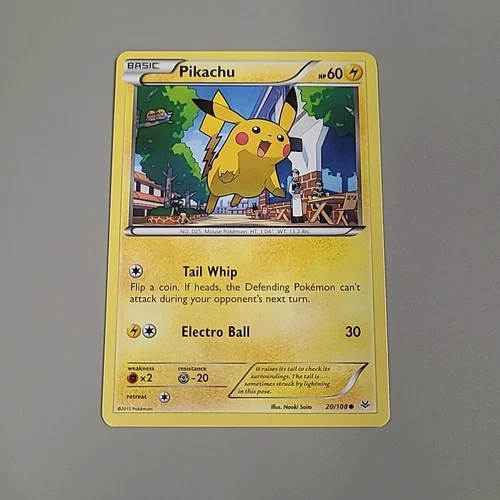 BASIC Pikachu HP60
NO. 025 Mouse Pokémon HT. 1'04" WT. 13.2 lbs.
Tail Whip
Flip a coin. If heads, the Defending Pokémon can't
attack during your opponent's next turn.
Electro Ball 30
weakness resistance
×2 -20
retreat
It raises its tail to check its
surroundings. The tail is
sometimes struck by lightning
in this pose.
©2015 Pokémon Illus. Naoki Saito 20/108